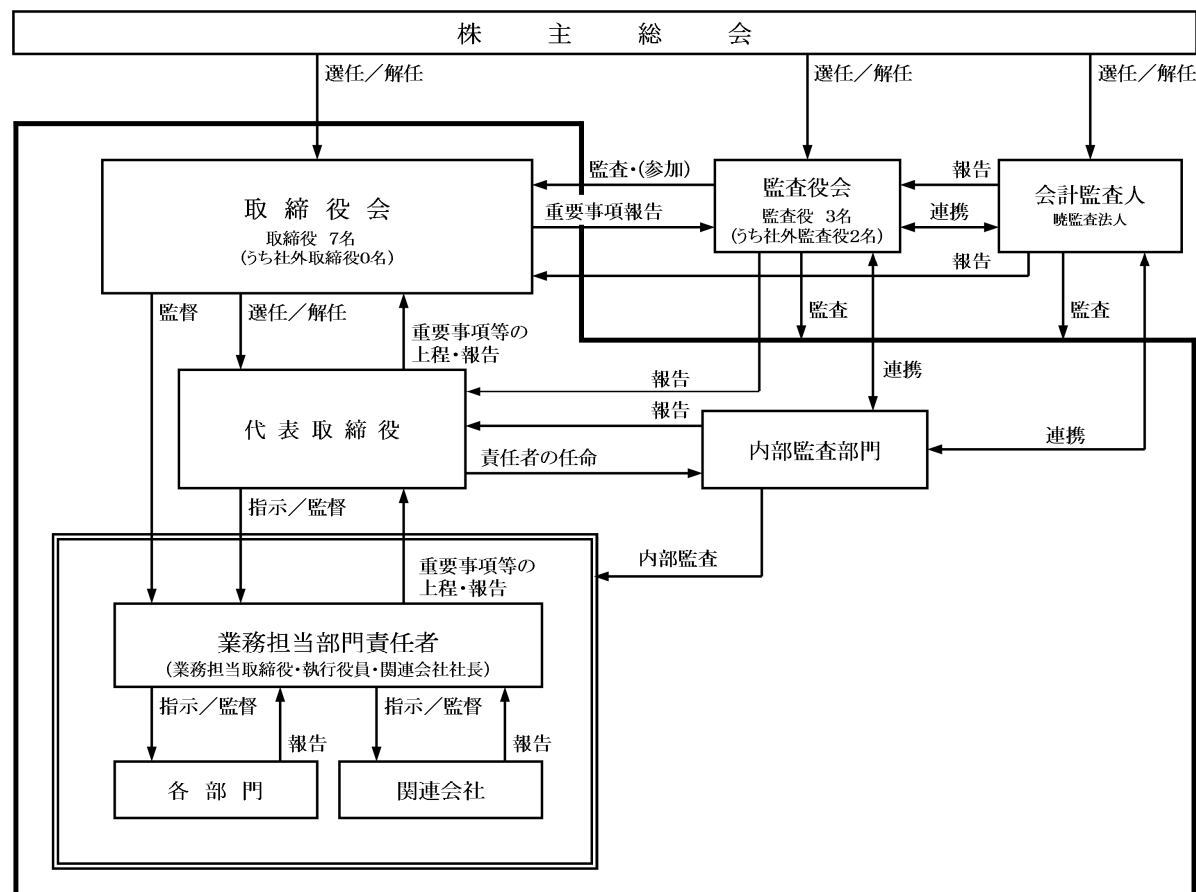 株主総会
選任／解任
選任／解任
選任／解任
監査・(参加)
監査役会
報告
会計監査人
取締役会
重要事項報告
監査役 3名
連携
暁監査法人
取締役 7名
(うち社外監査役2名)
(うち社外取締役0名)
報告
監督
選任／解任
監査
監査
重要事項等の
上程・報告
連携
報告
報告
代表取締役
内部監査部門
連携
責任者の任命
指示／監督
内部監査
重要事項等の
上程・報告
業務担当部門責任者
(業務担当取締役・執行役員・関連会社社長)
指示／監督
指示／監督
報告
報告
各部門
関連会社